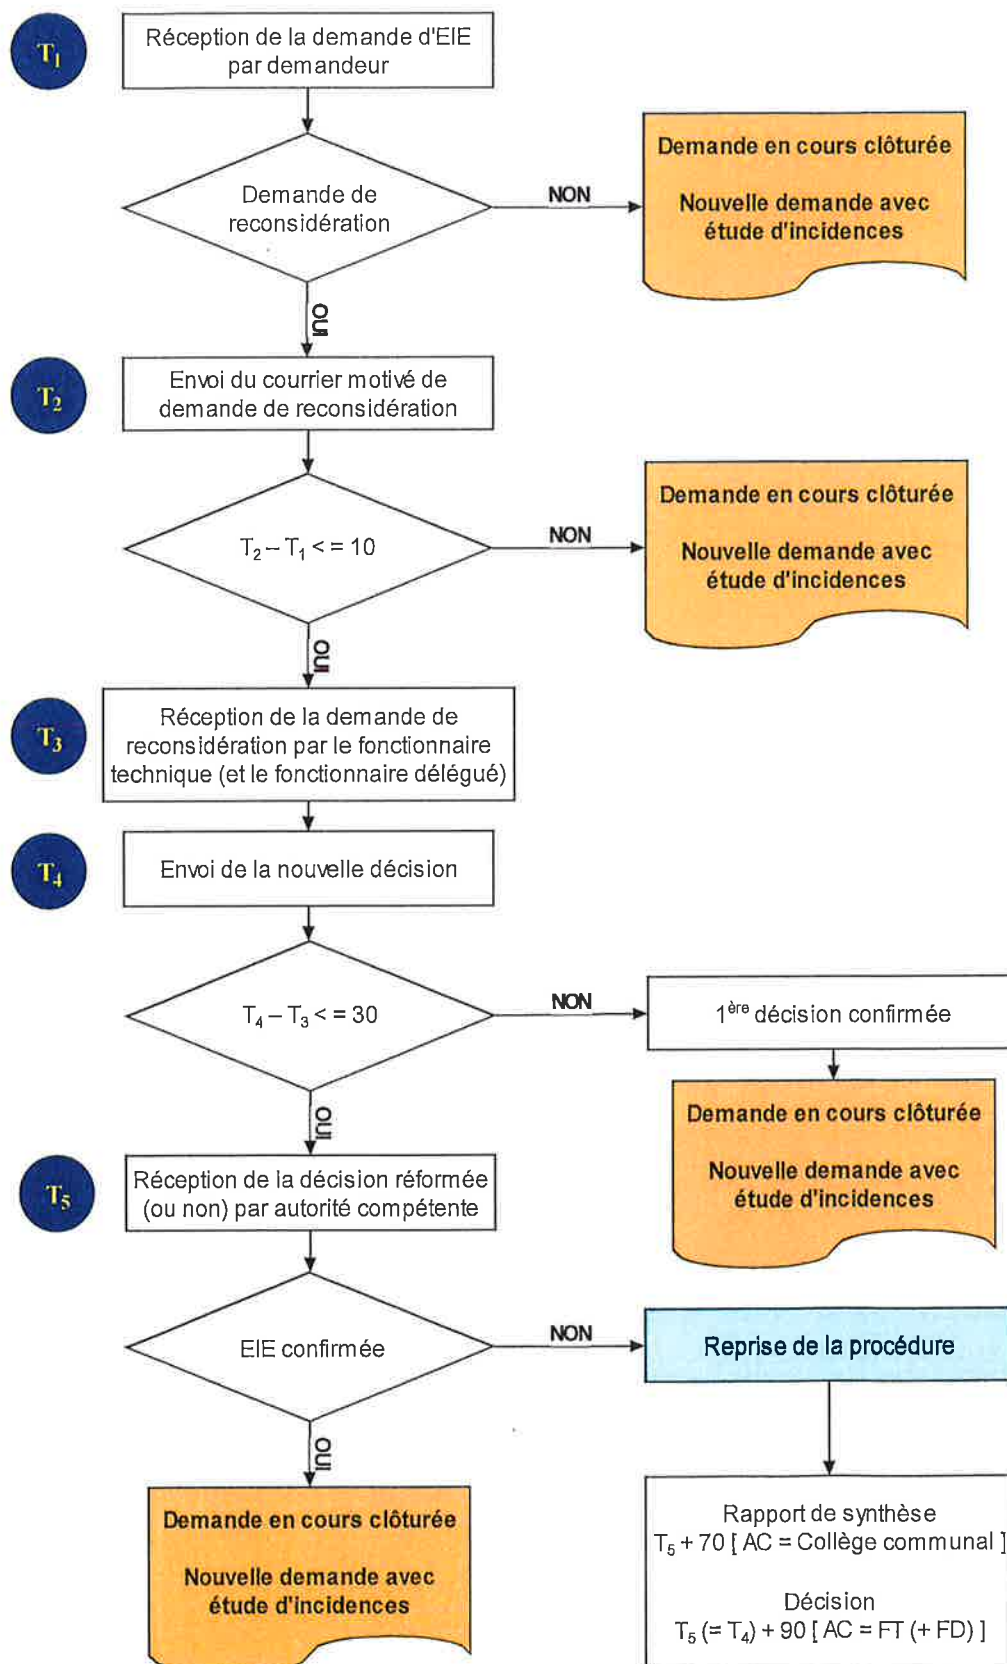 T1
Réception de la demande d'EIE
par demandeur
Demande de
reconsidération
NON
Demande en cours clôturée
Nouvelle demande avec
étude d'incidences
OUI
T2
Envoi du courrier motivé de
demande de reconsidération
T2 – T1 < = 10
NON
Demande en cours clôturée
Nouvelle demande avec
étude d'incidences
OUI
T3
Réception de la demande de
reconsidération par le fonctionnaire
technique (et le fonctionnaire délégué)
T4
Envoi de la nouvelle décision
T4 – T3 < = 30
NON
1ère décision confirmée
Demande en cours clôturée
Nouvelle demande avec
étude d'incidences
OUI
T5
Réception de la décision réformée
(ou non) par autorité compétente
EIE confirmée
NON
Reprise de la procédure
OUI
Demande en cours clôturée
Nouvelle demande avec
étude d'incidences
Rapport de synthèse
T5 + 70 [ AC = Collège communal ]
Décision
T5 (= T4) + 90 [ AC = FT (+ FD) ]